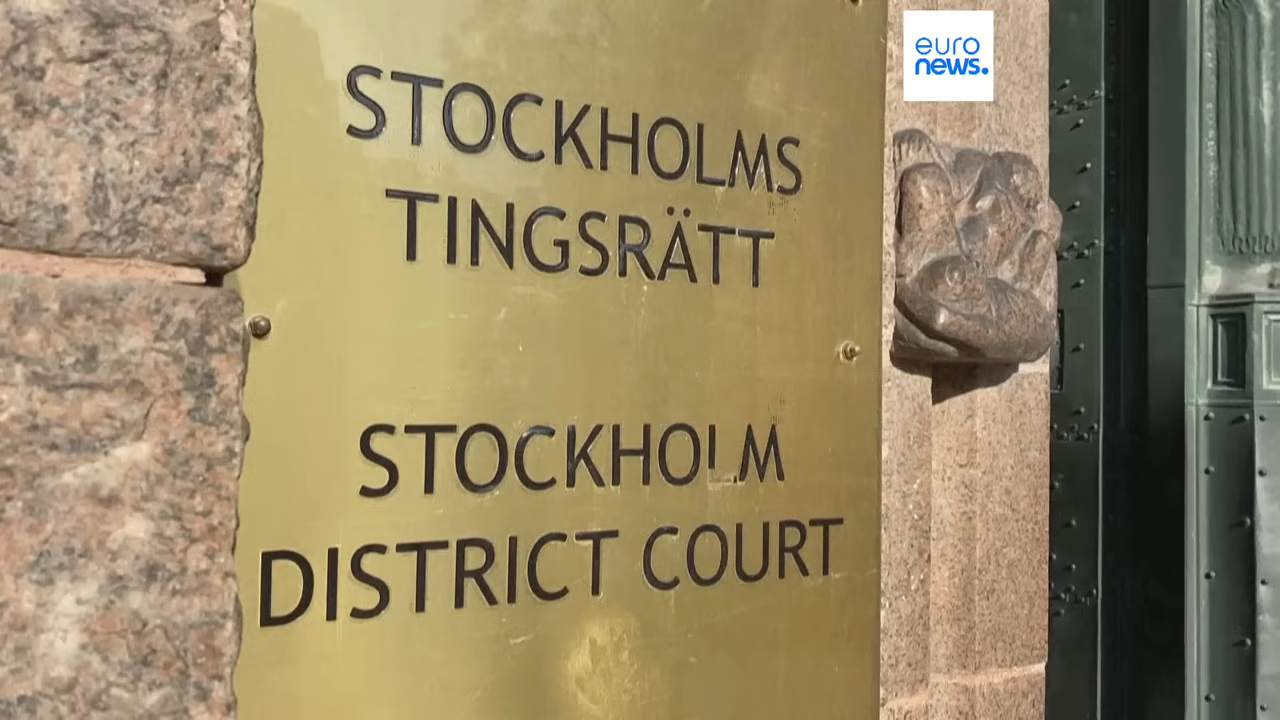 euro
news.
STOCKHOLMS
TINGSRÄTT
STOCKHOLM
DISTRICT COURT